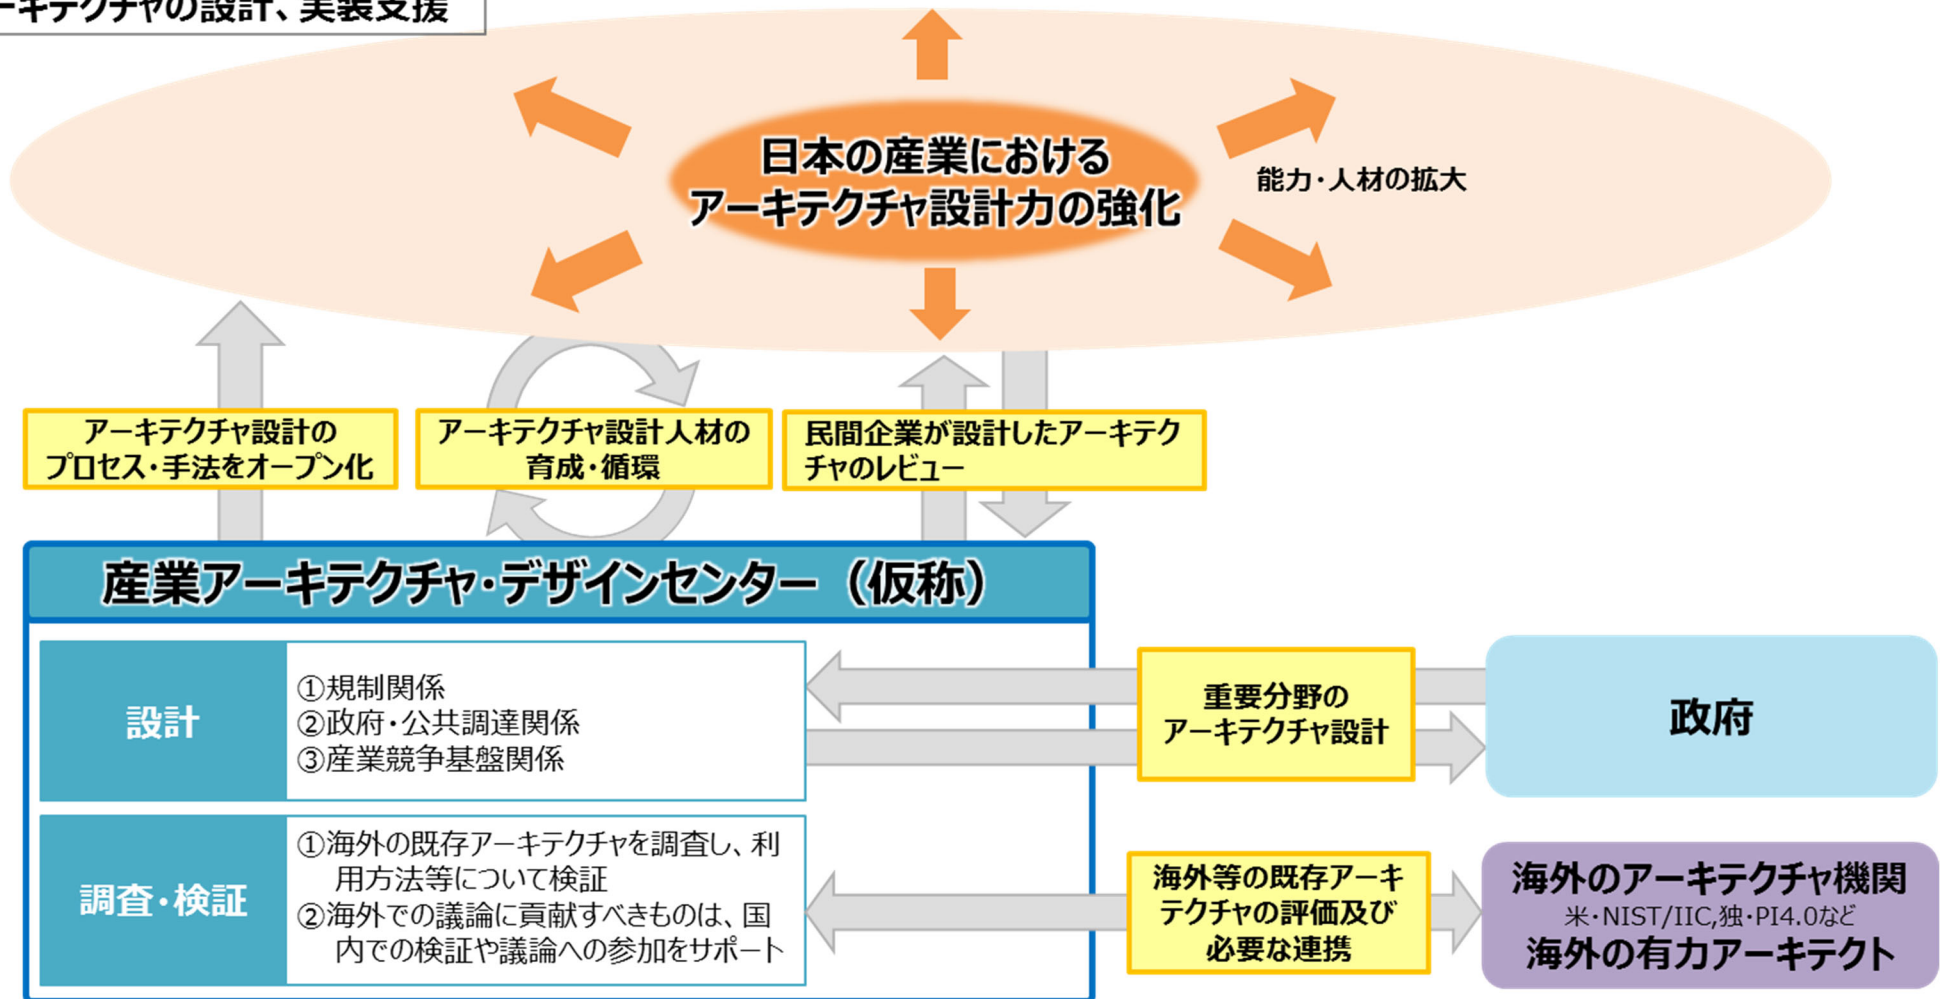 ーキテクチャの設計、実装支援
日本の産業における
アーキテクチャ設計力の強化
能力・人材の拡大
アーキテクチャ設計の
プロセス・手法をオープン化
アーキテクチャ設計人材の
育成・循環
民間企業が設計したアーキテク
チャのレビュー
産業アーキテクチャ・デザインセンター（仮称）
設計
①規制関係
②政府・公共調達関係
③産業競争基盤関係
重要分野の
アーキテクチャ設計
政府
調査・検証
①海外の既存アーキテクチャを調査し、利
用方法等について検証
②海外での議論に貢献すべきものは、国
内での検証や議論への参加をサポート
海外等の既存アーキ
テクチャの評価及び
必要な連携
海外のアーキテクチャ機関
米・NIST/IIC,独・PI4.0など
海外の有力アーキテクト